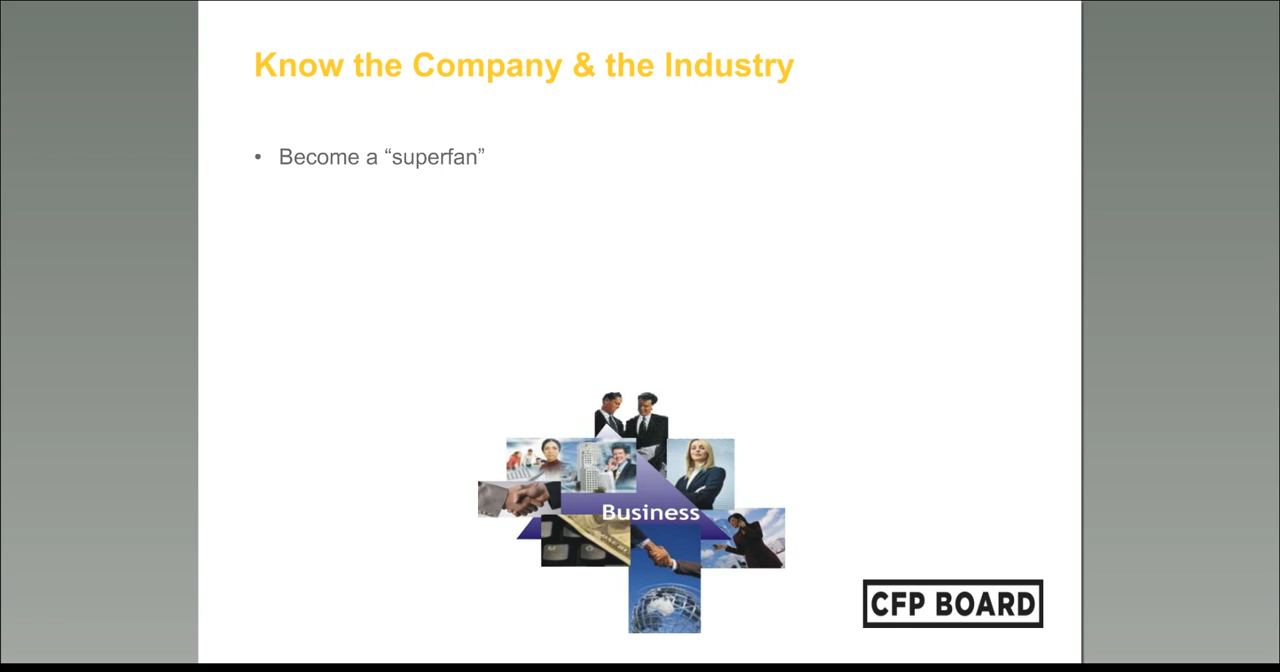 Know the Company & the Industry
• Become a “superfan”
Business
CFP BOARD